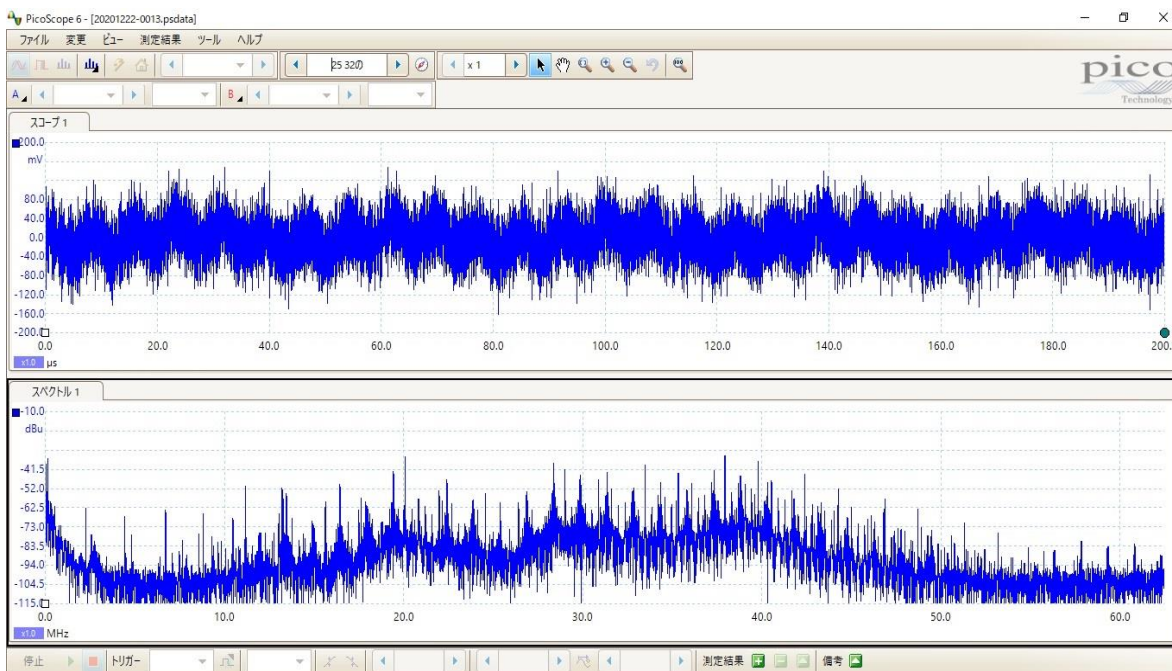 PicoScope 6 - [20201222-0013.psdata]
ファイル 変更 ビュー 測定結果 ツール ヘルプ
x 1
pico
Technology
A B
スコープ 1
200.0
mV
80.0
40.0
0.0
-40.0
-80.0
-120.0
-160.0
-200.0
0.0 20.0 40.0 60.0 80.0 100.0 120.0 140.0 160.0 180.0 200.
x1.0 µs
スペクトル 1
-10.0
dBu
-41.5
-52.0
-62.5
-73.0
-83.5
-94.0
-104.5
-115.0
0.0 10.0 20.0 30.0 40.0 50.0 60.0
x1.0 MHz
停止 トリガー 測定結果 備考